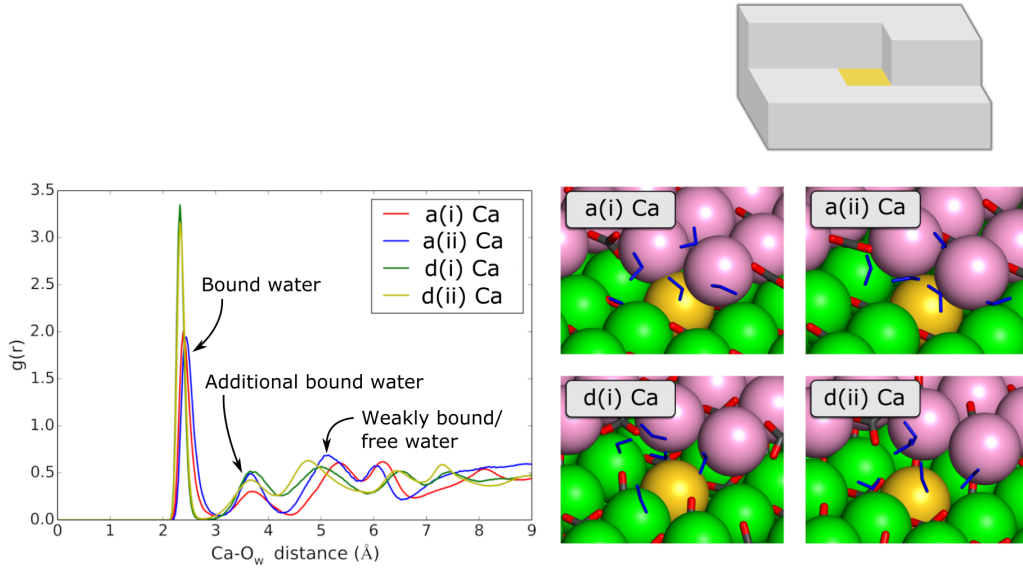 3.5
3.0
2.5
2.0
1.5
1.0
0.5
0.0
g(r)
0 1 2 3 4 5 6 7 8 9
Ca-Ow distance (Å)
a(i) Ca
a(ii) Ca
d(i) Ca
d(ii) Ca
Bound water
Additional bound water
Weakly bound/
free water
a(i) Ca
a(ii) Ca
d(i) Ca
d(ii) Ca